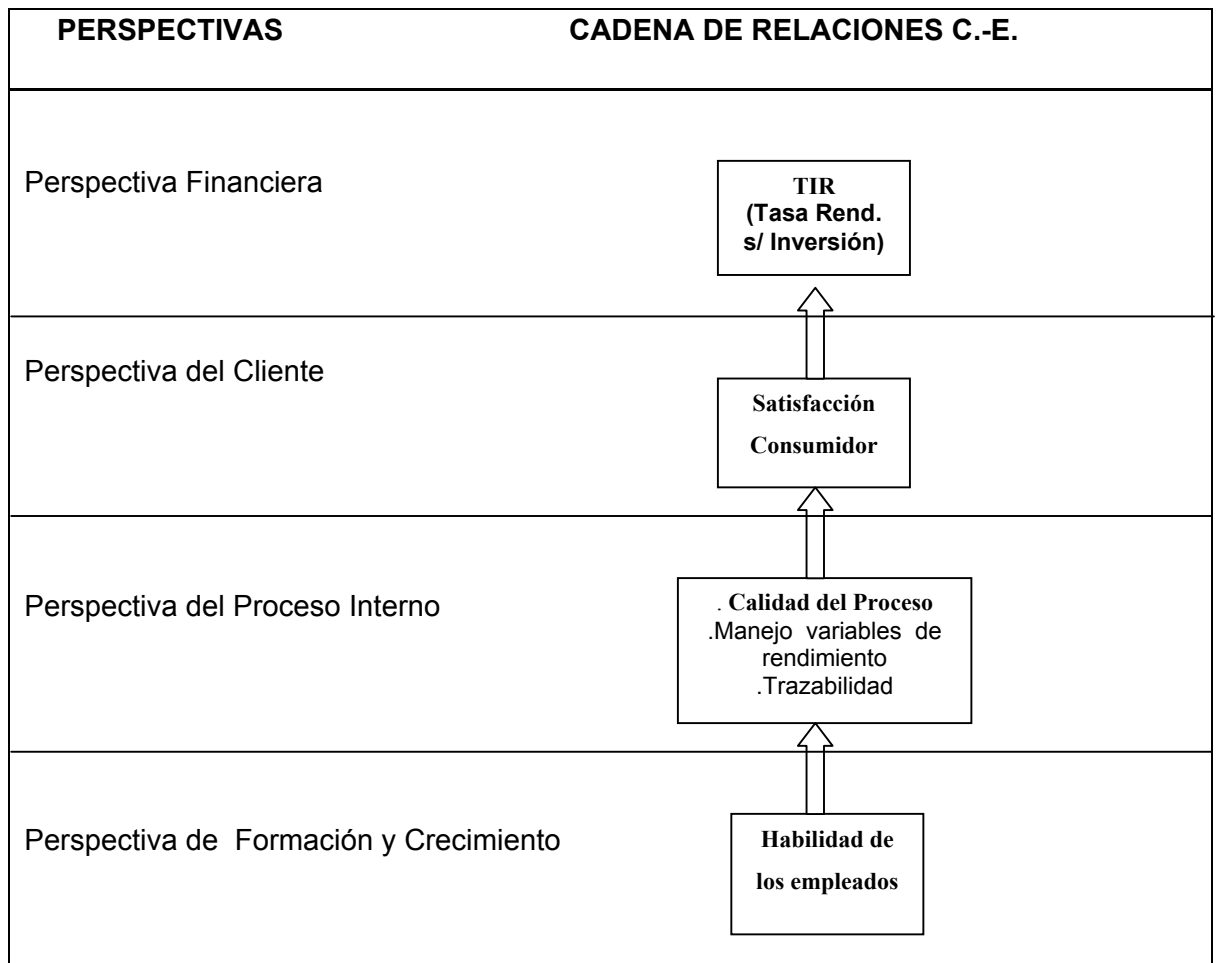 PERSPECTIVAS CADENA DE RELACIONES C.-E.
Perspectiva Financiera
TIR
(Tasa Rend.
s/ Inversión)
Perspectiva del Cliente
Satisfacción
Consumidor
Perspectiva del Proceso Interno
. Calidad del Proceso
.Manejo variables de
rendimiento
.Trazabilidad
Perspectiva de Formación y Crecimiento
Habilidad de
los empleados